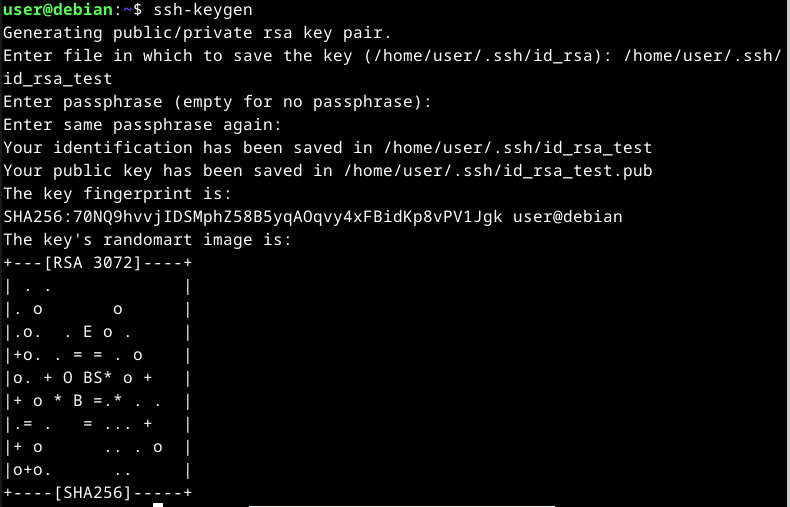 user@debian:~$ ssh-keygen
Generating public/private rsa key pair.
Enter file in which to save the key (/home/user/.ssh/id_rsa): /home/user/.ssh/
id_rsa_test
Enter passphrase (empty for no passphrase):
Enter same passphrase again:
Your identification has been saved in /home/user/.ssh/id_rsa_test
Your public key has been saved in /home/user/.ssh/id_rsa_test.pub
The key fingerprint is:
SHA256:70NQ9hvvjIDSMphZ58B5yqAOqvy4xFBidKp8vPV1Jgk user@debian
The key's randomart image is:
+---[RSA 3072]----+
| . .             |
|. o       o      |
|.o.  . E o .     |
|+o. . = = . o    |
|o. + O BS* o +   |
|+ o * B =.* . .  |
|.= .   = ... +   |
|+ o      .. . o  |
|o+o.      ..     |
+----[SHA256]-----+